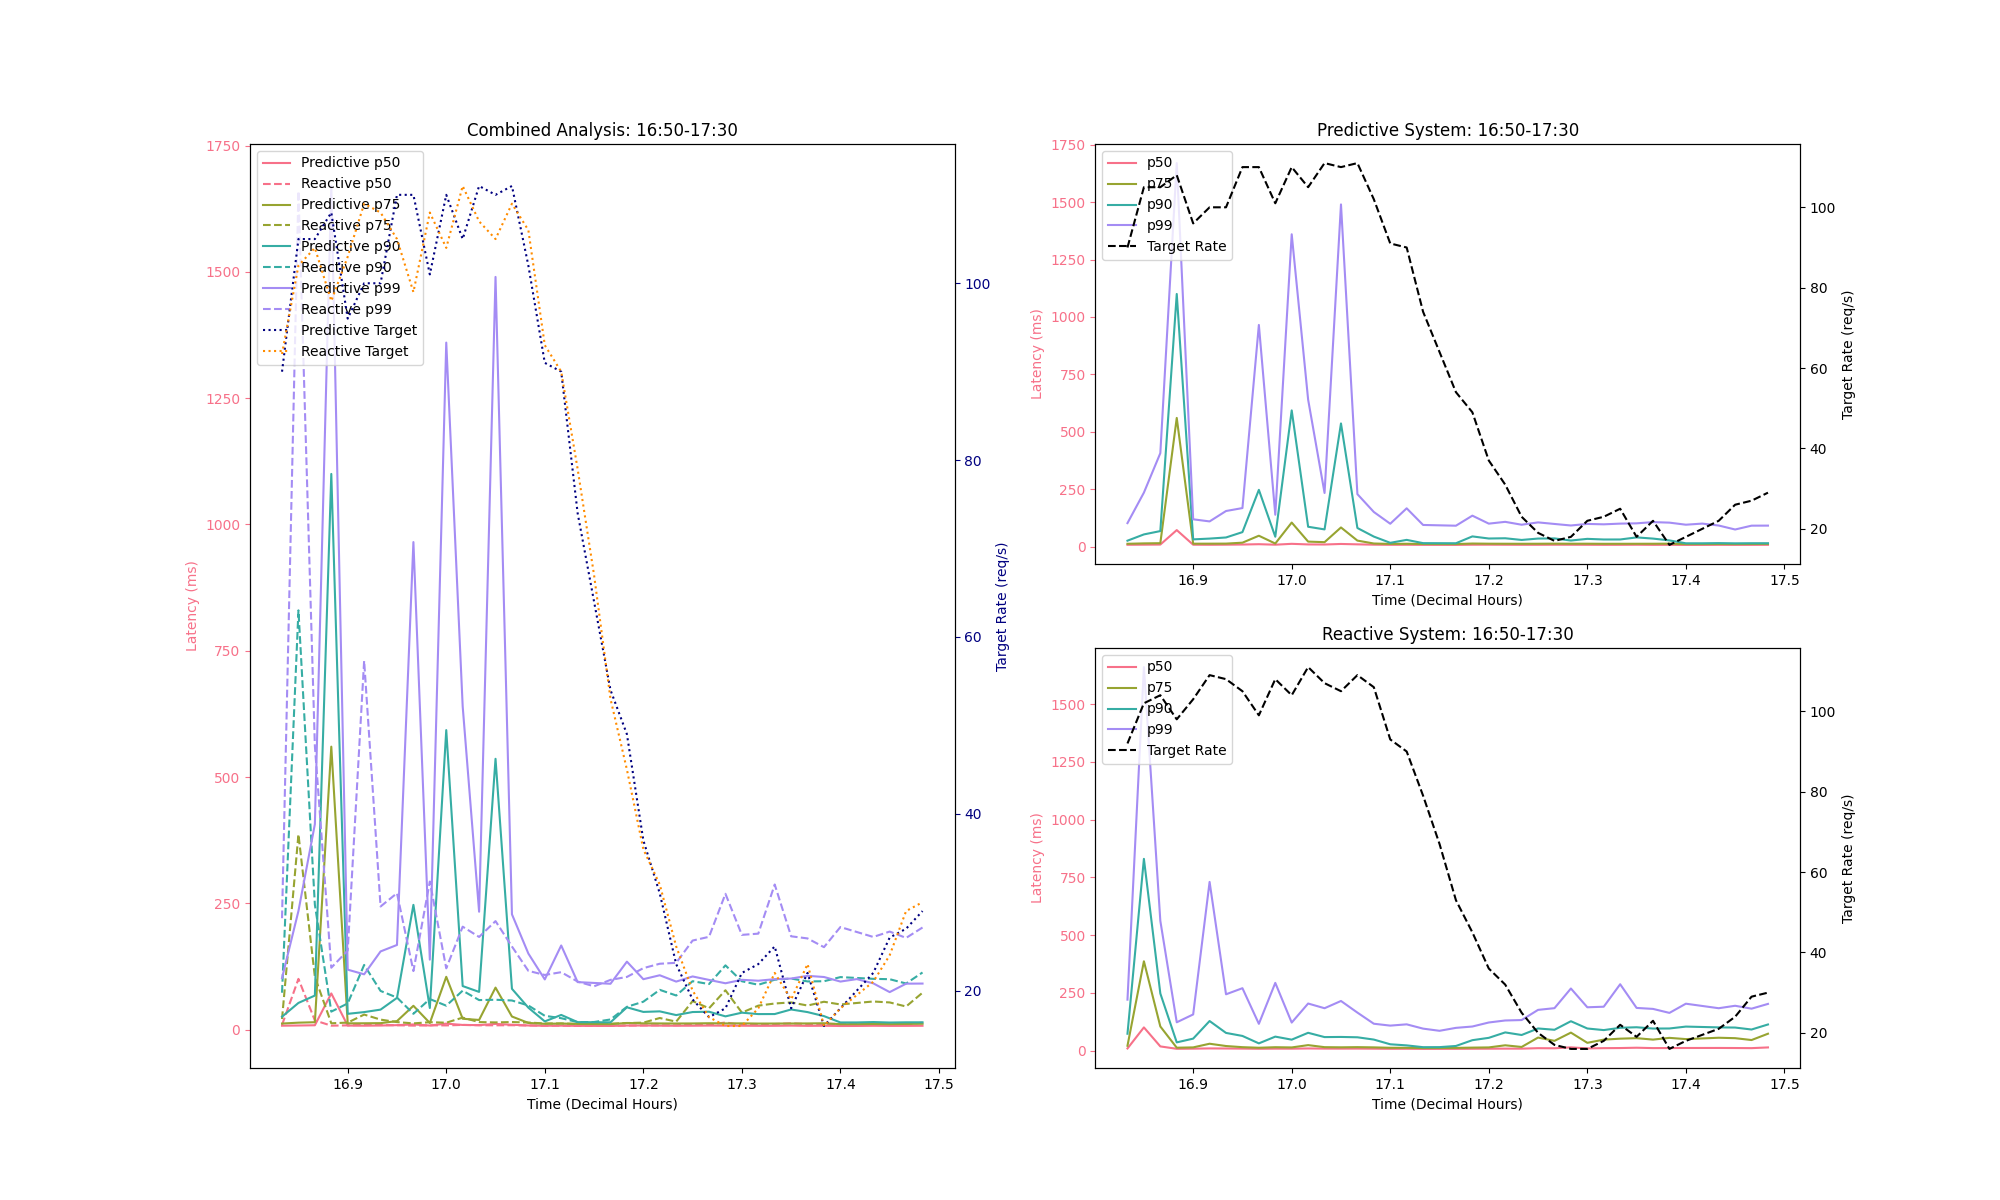 Combined Analysis: 16:50-17:30
Latency (ms)
1750
1500
1250
1000
750
500
250
0
Predictive p50
Reactive p50
Predictive p75
Reactive p75
Predictive p90
Reactive p90
Predictive p99
Reactive p99
Predictive Target
Reactive Target
100
80
60
40
20
Target Rate (req/s)
16.9 17.0 17.1 17.2 17.3 17.4 17.5
Time (Decimal Hours)
Predictive System: 16:50-17:30
Latency (ms)
1750
1500
1250
1000
750
500
250
0
p50
p75
p90
p99
Target Rate
100
80
60
40
20
Target Rate (req/s)
16.9 17.0 17.1 17.2 17.3 17.4 17.5
Time (Decimal Hours)
Reactive System: 16:50-17:30
Latency (ms)
1500
1250
1000
750
500
250
0
p50
p75
p90
p99
Target Rate
100
80
60
40
20
Target Rate (req/s)
16.9 17.0 17.1 17.2 17.3 17.4 17.5
Time (Decimal Hours)